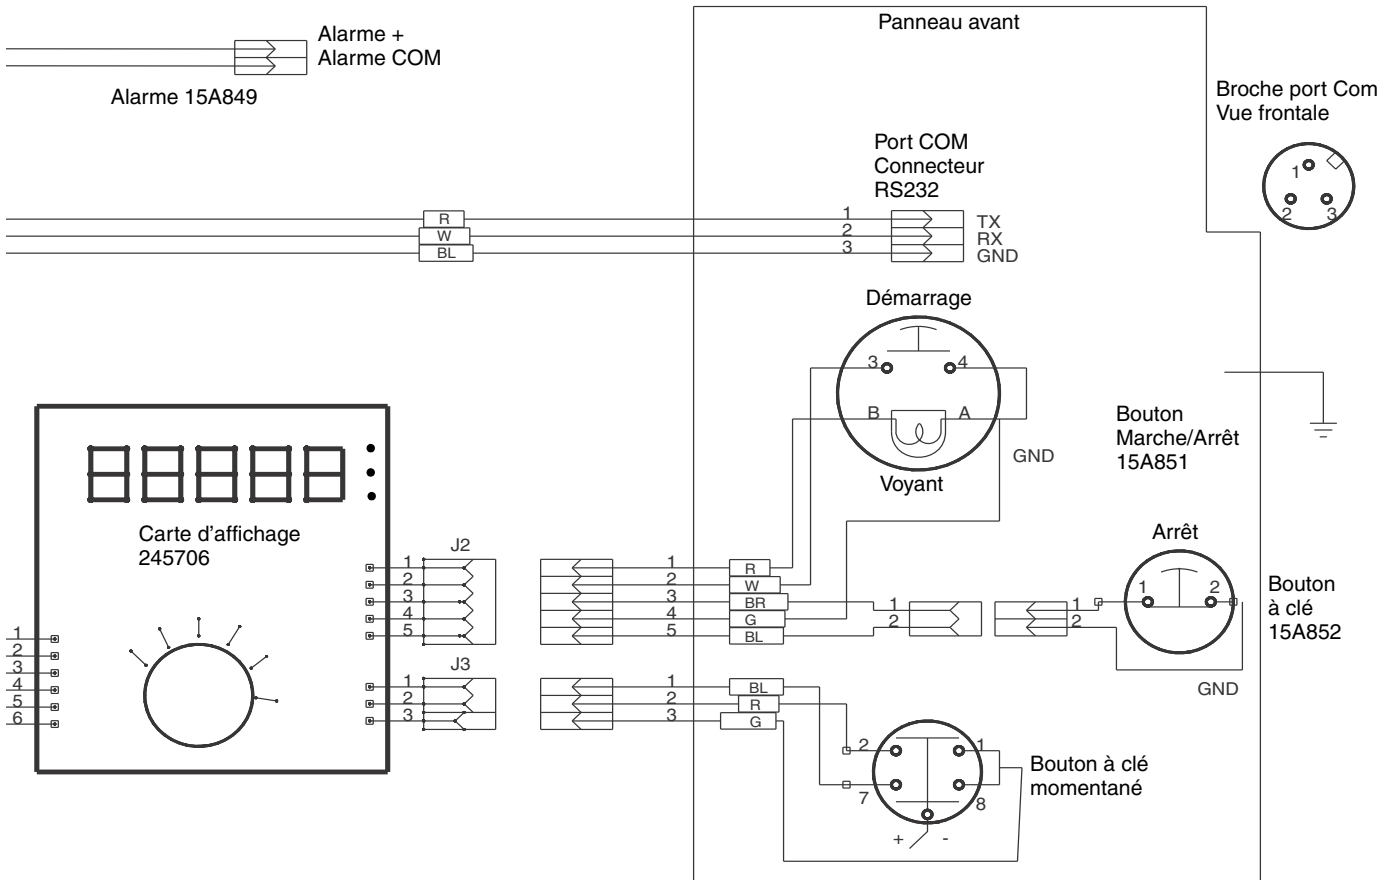 Panneau avant
Alarme +
Alarme COM
Alarme 15A849
Broche port Com
Vue frontale
1
2 3
Port COM
Connecteur
RS232
R 1 TX
W 2 RX
BL 3 GND
Démarrage
3 4
B A
Voyant
GND
Bouton
Marche/Arrêt
15A851
Carte d'affichage
245706
J2
1 1 R
2 2 W
3 3 BR
4 4 G
5 5 BL
1 1
2 2
Arrêt
1 2
GND
Bouton
à clé
15A852
1
2
3
4
5
6
J3
1 1 BL
2 2 R
3 3 G
2 1
7 8
+ -
Bouton à clé
momentané